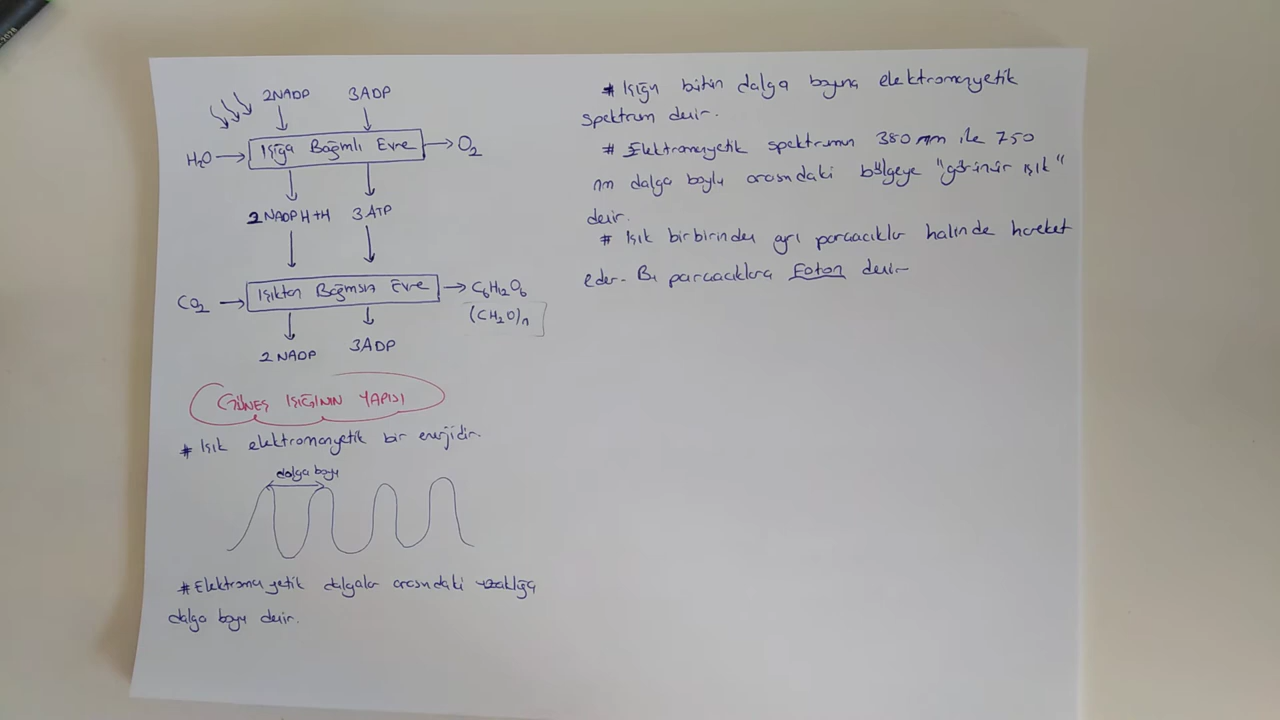 2NADP 3ADP
H₂O → Işığa Bağımlı Evre → O₂
2NADPH+H 3ATP
CO₂ → Işıktan Bağımsız Evre → C₆H₁₂O₆
(CH₂O)n
2NADP 3ADP
GÜNEŞ IŞIĞININ YAPISI
* Işık elektromanyetik bir enerjidir.
dalga boyu
* Elektromanyetik dalgalar arasındaki uzaklığa
dalga boyu denir.
* Işığın bütün dalga boyuna elektromanyetik
spektrum denir.
* Elektromanyetik spektrumun 380 nm ile 750
nm dalga boylu arasındaki bölgeye "görünür ışık"
denir.
* Işık birbirinden ayrı parçacıklar halinde hareket
eder. Bu parçacıklara Foton denir.